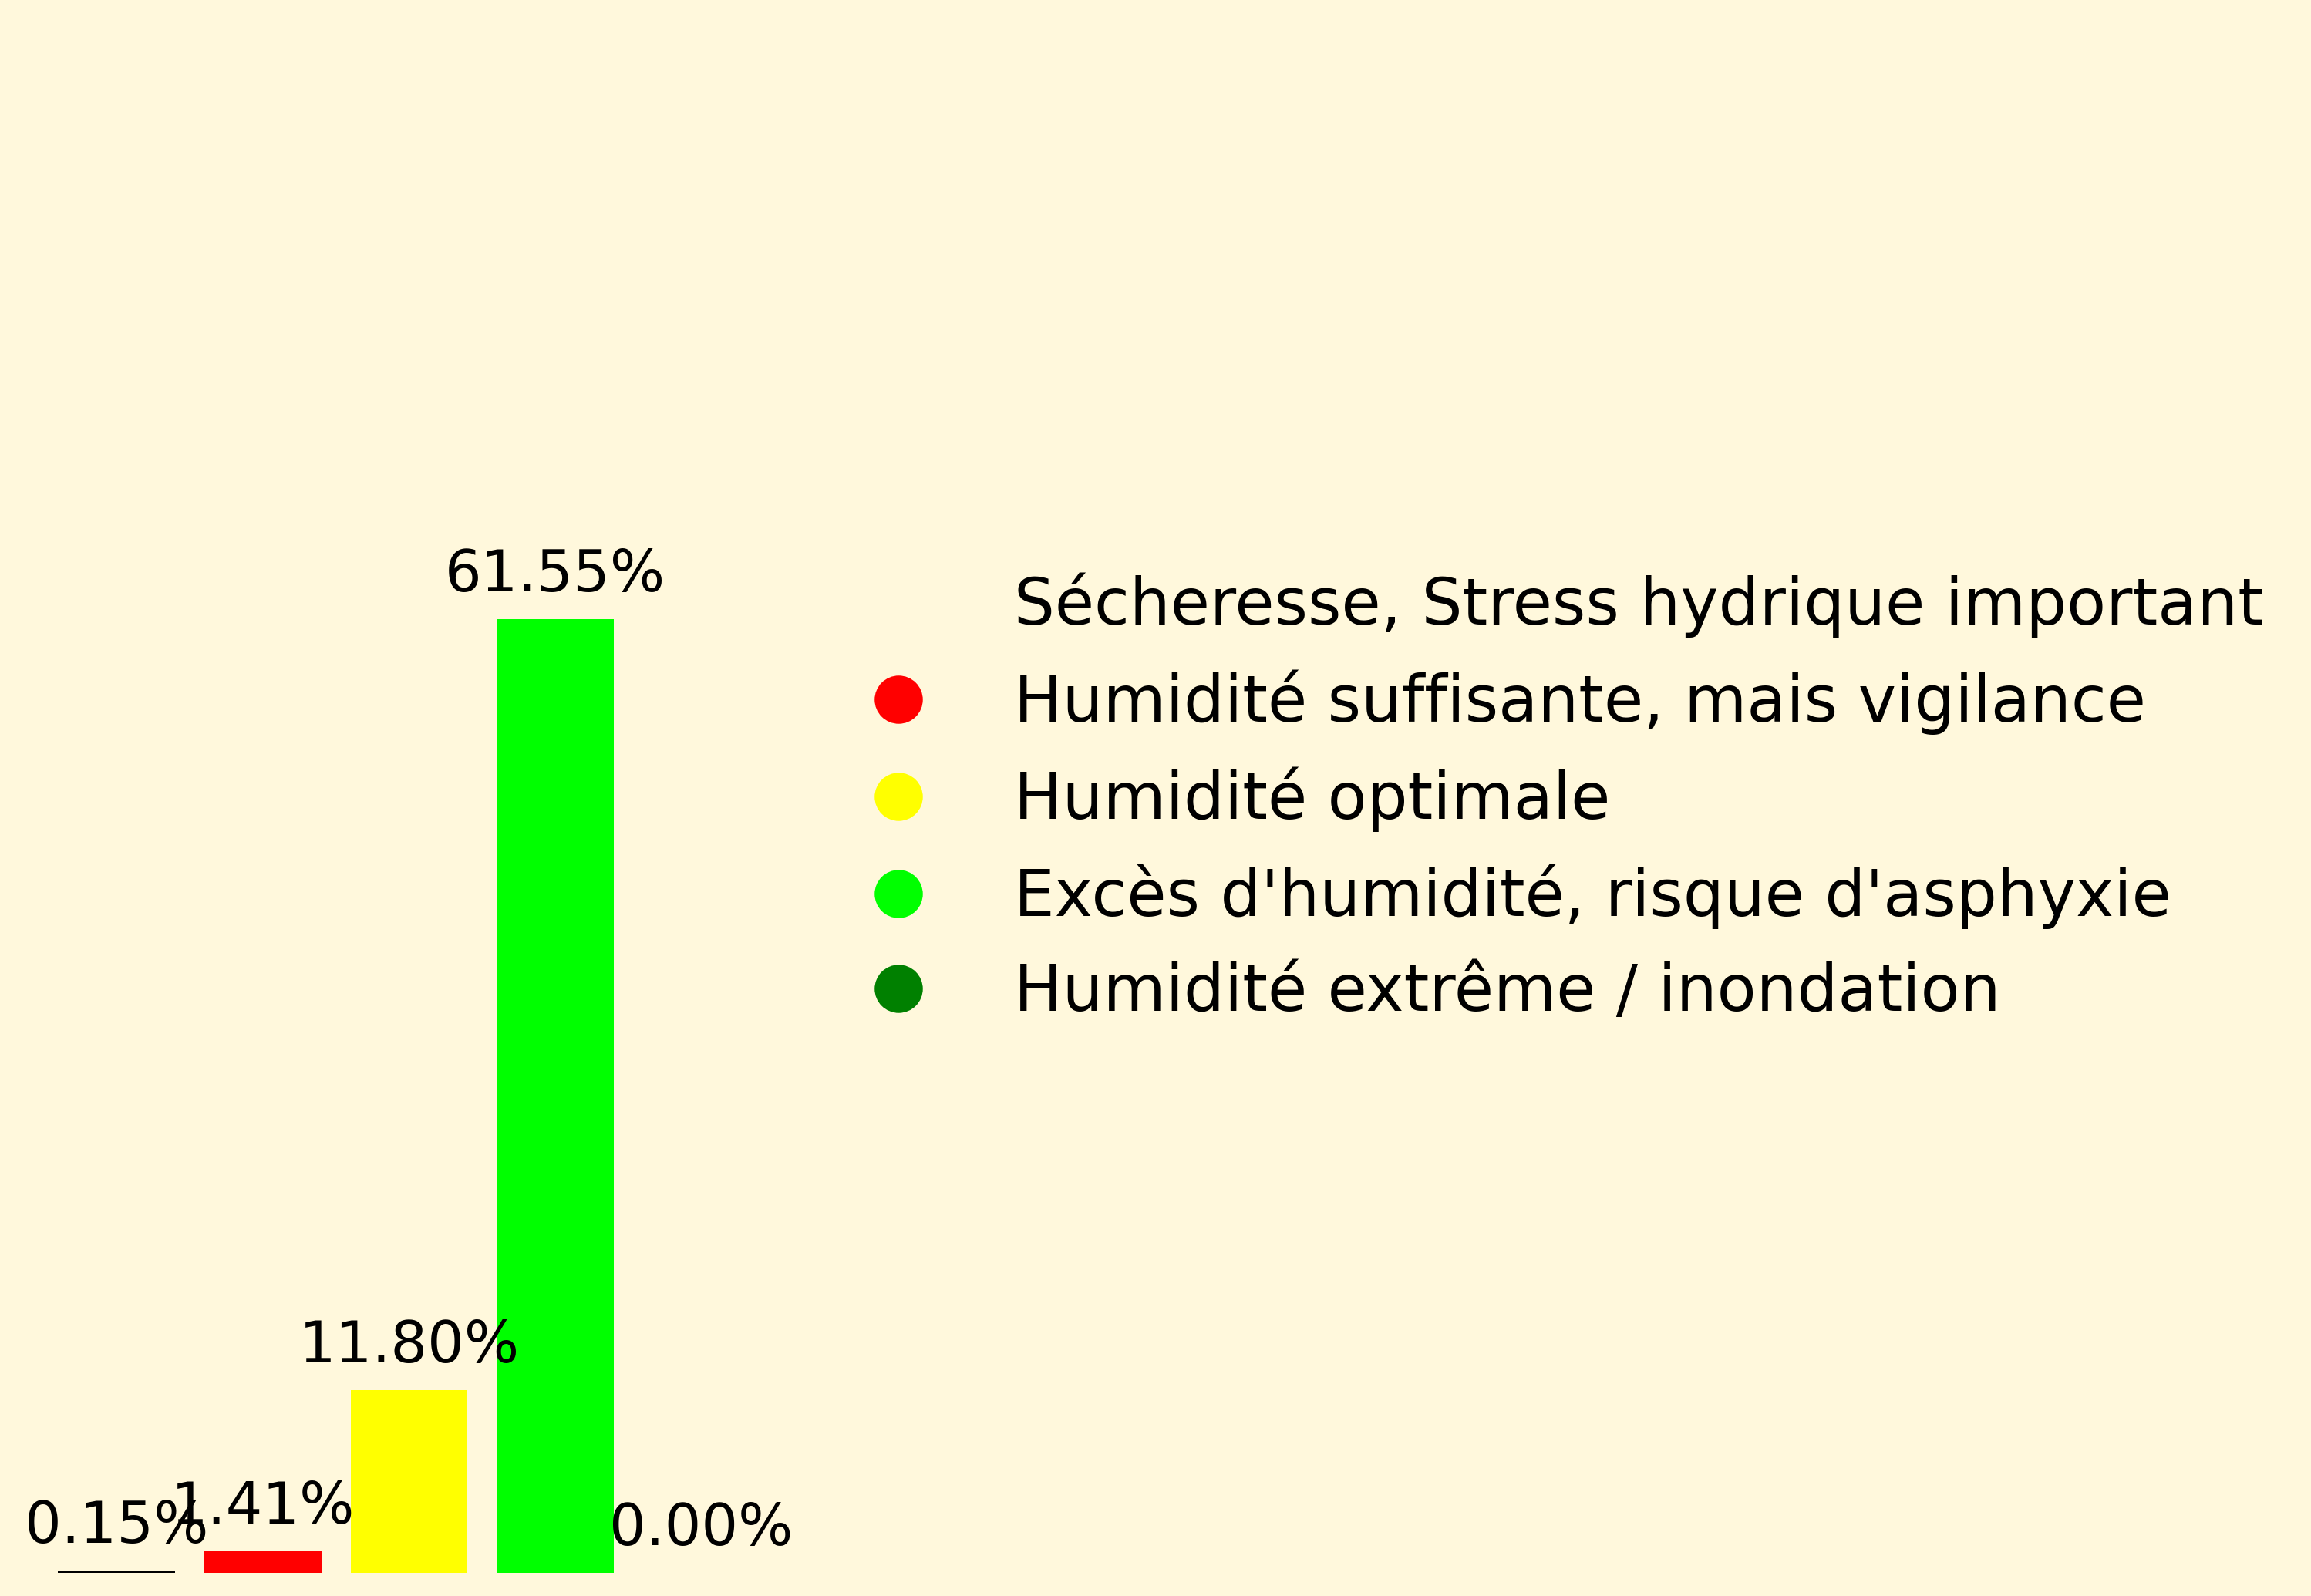 61.55%
11.80%
1.41%
0.15%
0.00%
Sécheresse, Stress hydrique important
Humidité suffisante, mais vigilance
Humidité optimale
Excès d'humidité, risque d'asphyxie
Humidité extrême / inondation